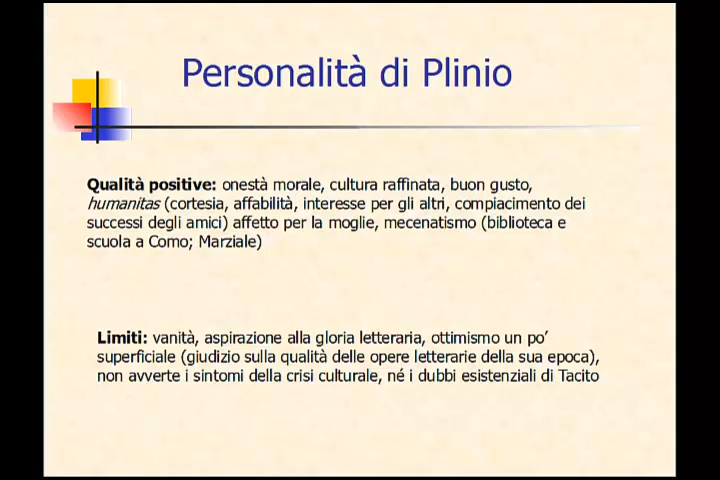 Personalità di Plinio
Qualità positive: onestà morale, cultura raffinata, buon gusto,
humanitas (cortesia, affabilità, interesse per gli altri, compiacimento dei
successi degli amici) affetto per la moglie, mecenatismo (biblioteca e
scuola a Como; Marziale)
Limiti: vanità, aspirazione alla gloria letteraria, ottimismo un po’
superficiale (giudizio sulla qualità delle opere letterarie della sua epoca),
non avverte i sintomi della crisi culturale, né i dubbi esistenziali di Tacito